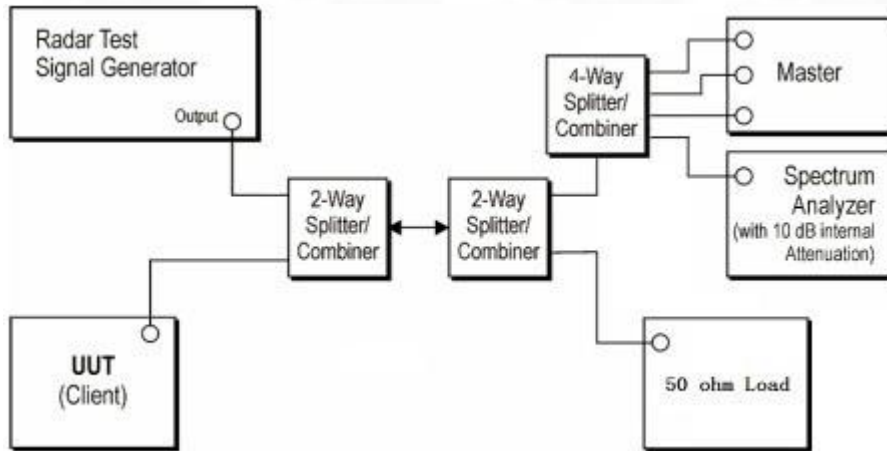 Radar Test
Signal Generator
Output
4-Way
Splitter/
Combiner
Master
2-Way
Splitter/
Combiner
2-Way
Splitter/
Combiner
Spectrum
Analyzer
(with 10 dB internal
Attenuation)
UUT
(Client)
50 ohm Load